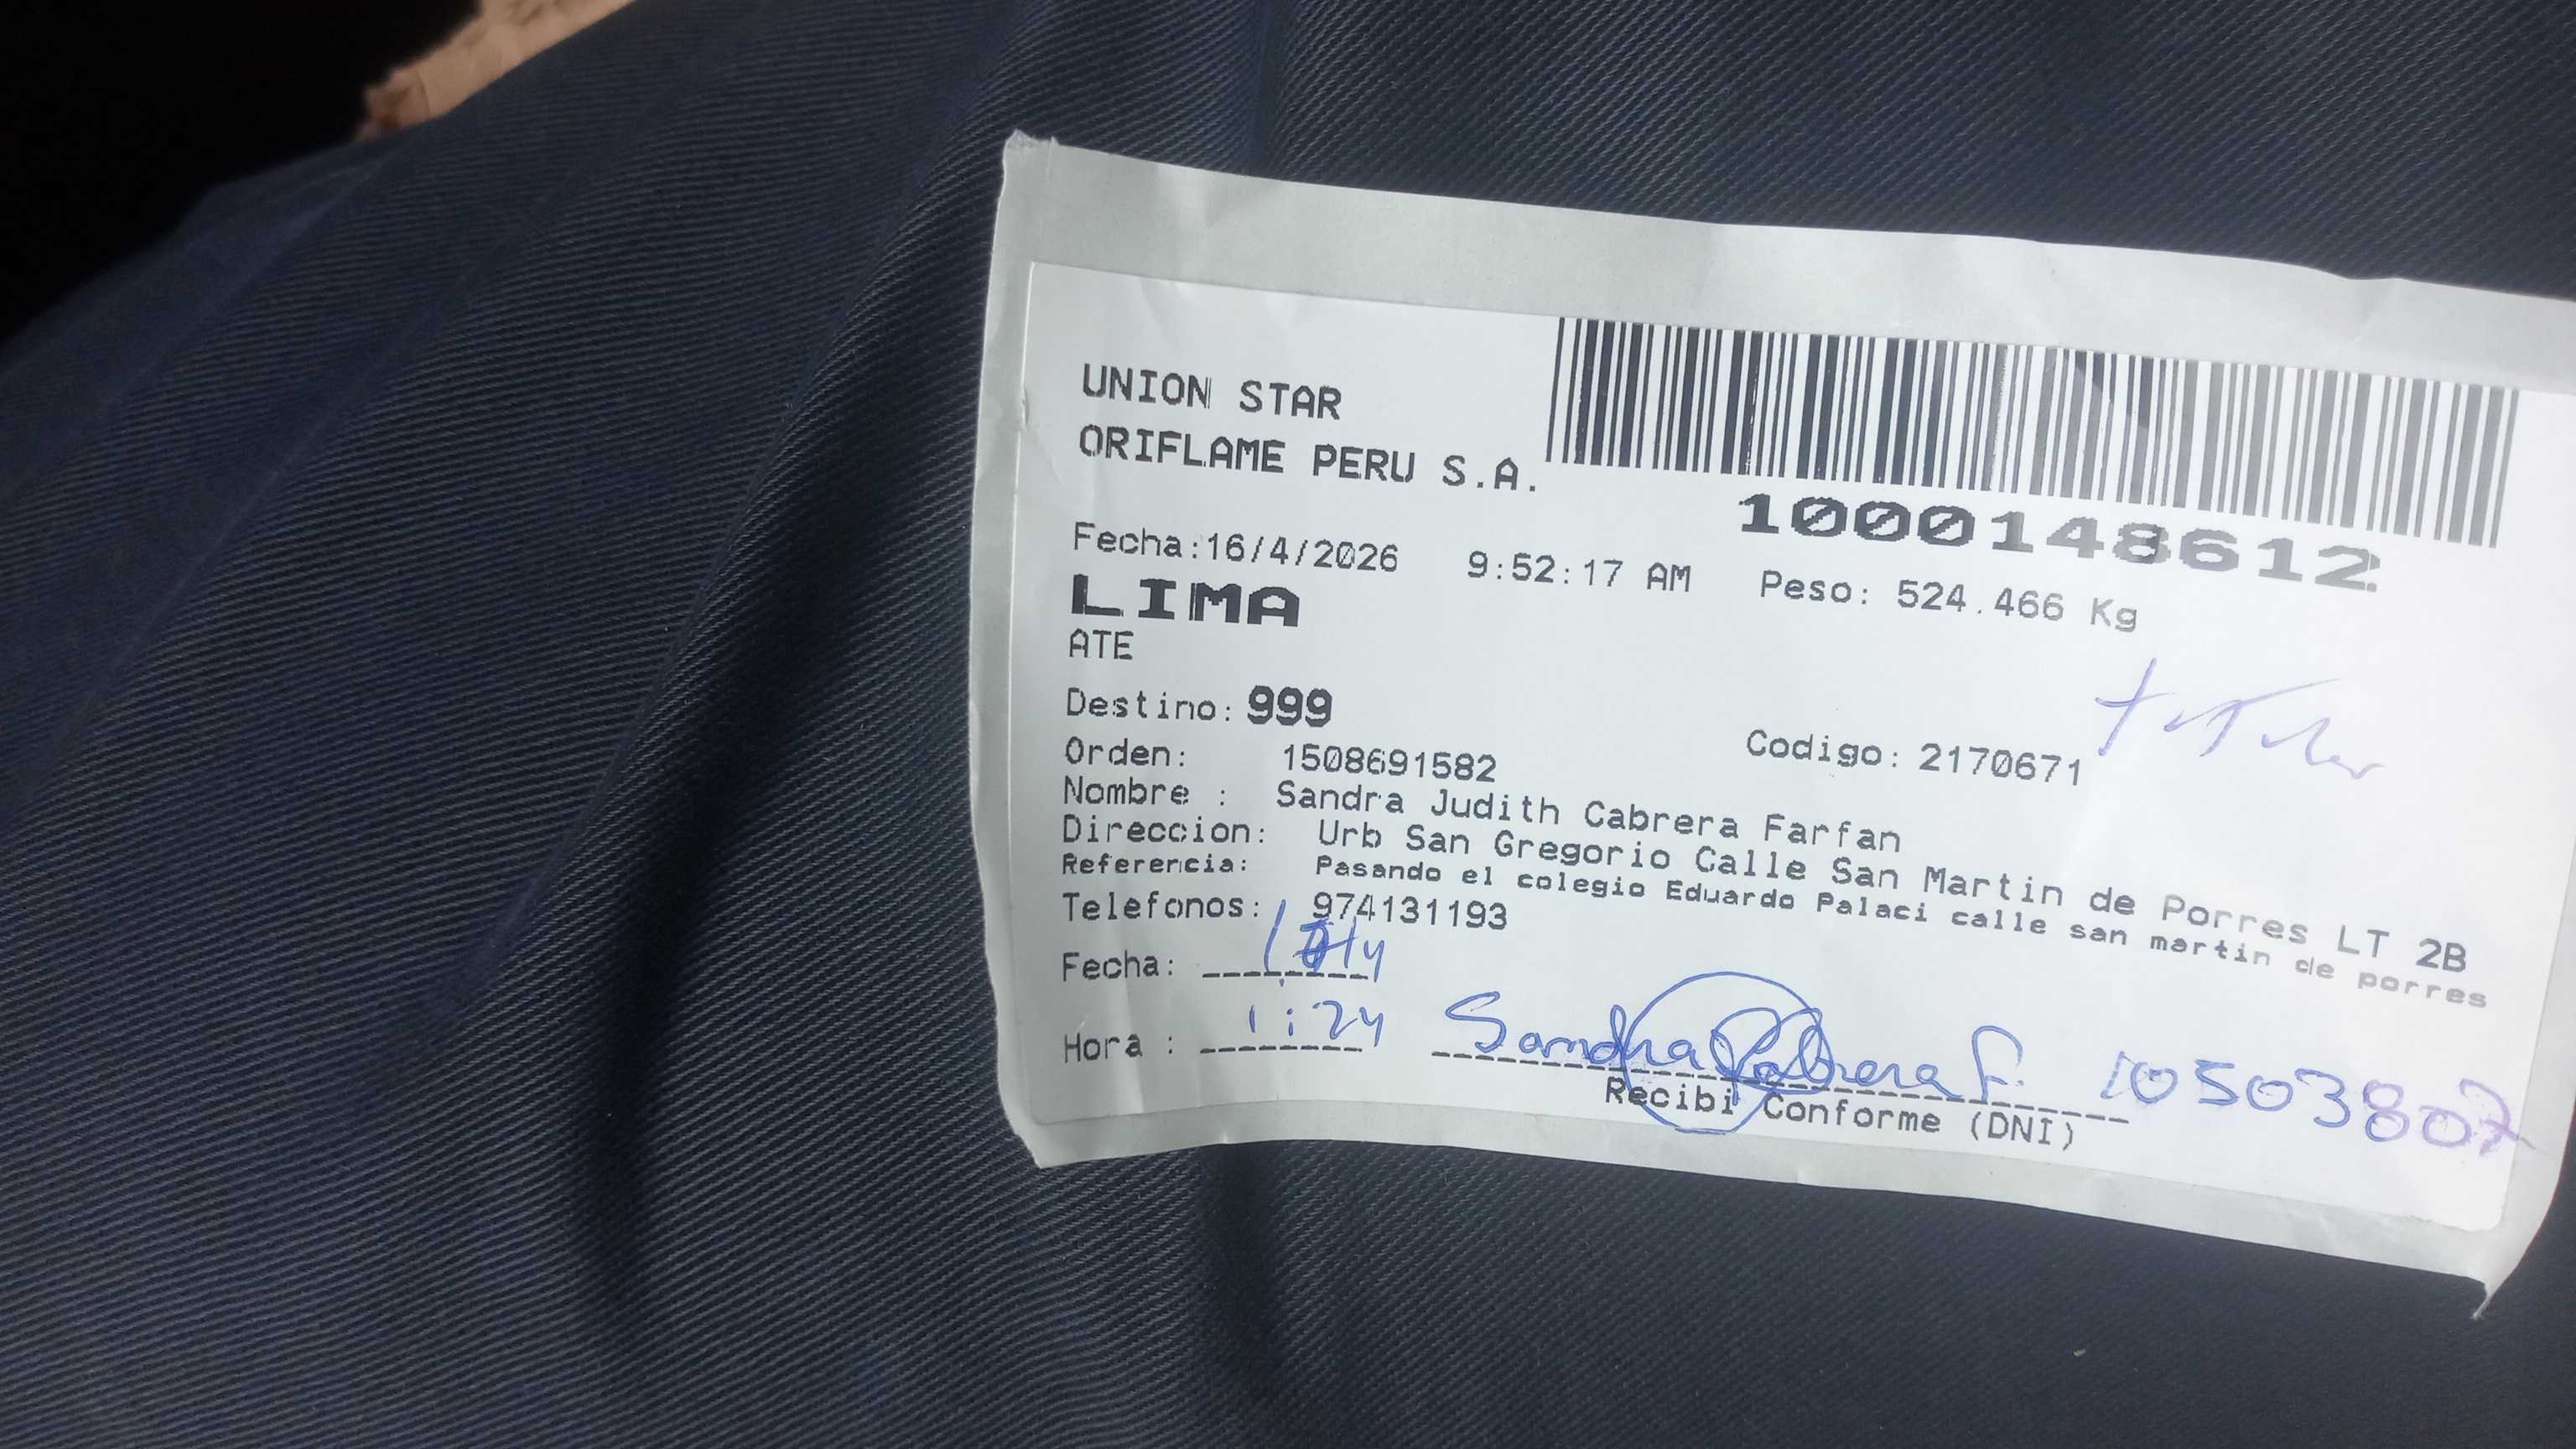 UNION STAR
ORIFLAME PERU S.A.
1000148612
Fecha:16/4/2026 9:52:17 AM Peso: 524.466 Kg
LIMA
ATE
Destino: 999
Orden: 1508691582 Codigo: 2170671
Nombre : Sandra Judith Cabrera Farfan
Direccion: Urb San Gregorio Calle San Martin de Porres LT 2B
Referencia: Pasando el colegio Eduardo Palaci calle san martin de porres
Telefonos: 974131193
Fecha:
Hora : 1:24 Sandra Cabrera F. 10503807
Recibi Conforme (DNI)